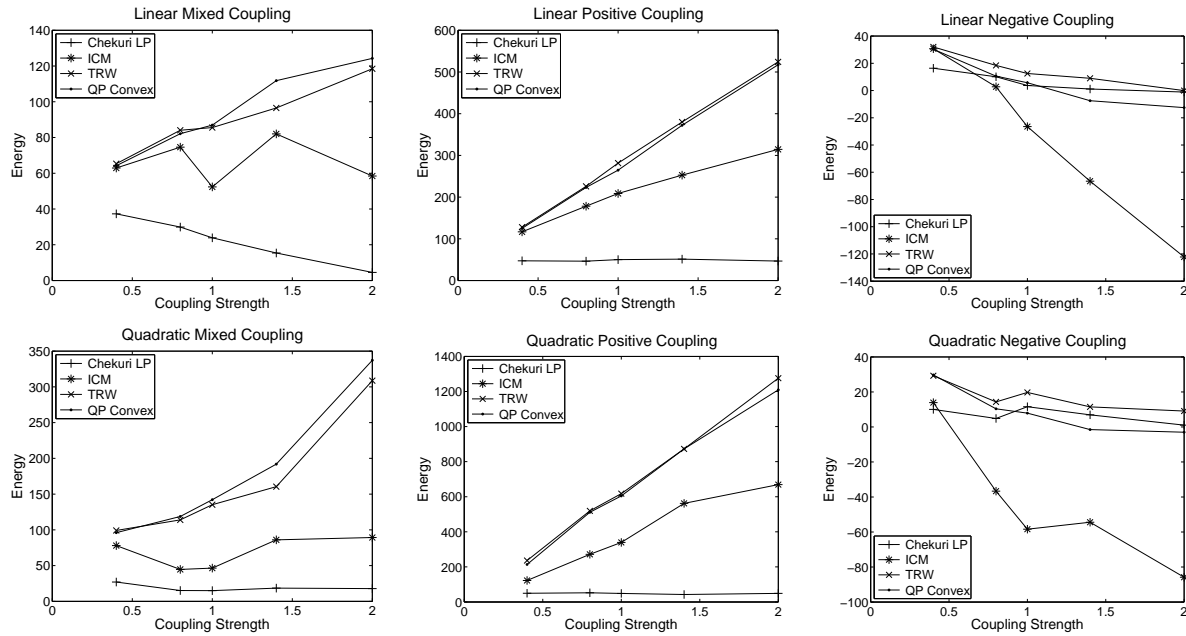 Linear Mixed Coupling
140
120
100
80
60
40
20
0
Energy
Chekuri LP
ICM
TRW
QP Convex
0 0.5 1 1.5 2
Coupling Strength
Linear Positive Coupling
600
500
400
300
200
100
0
Energy
Chekuri LP
ICM
TRW
QP Convex
0 0.5 1 1.5 2
Coupling Strength
Linear Negative Coupling
40
20
0
−20
−40
−60
−80
−100
−120
−140
Energy
Chekuri LP
ICM
TRW
QP Convex
0 0.5 1 1.5 2
Coupling Strength
Quadratic Mixed Coupling
350
300
250
200
150
100
50
0
Energy
Chekuri LP
ICM
TRW
QP Convex
0 0.5 1 1.5 2
Coupling Strength
Quadratic Positive Coupling
1400
1200
1000
800
600
400
200
0
Energy
Chekuri LP
ICM
TRW
QP Convex
0 0.5 1 1.5 2
Coupling Strength
Quadratic Negative Coupling
40
20
0
−20
−40
−60
−80
−100
Energy
Chekuri LP
ICM
TRW
QP Convex
0 0.5 1 1.5 2
Coupling Strength